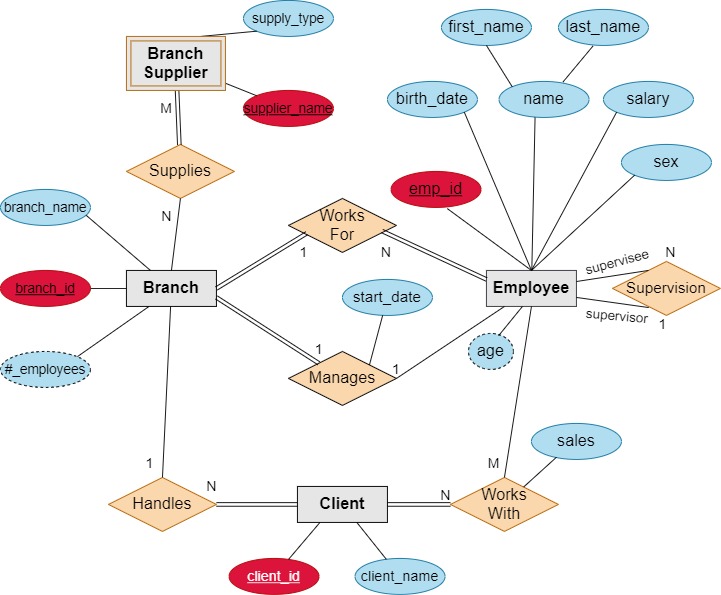 supply_type
first_name
last_name
Branch
Supplier
birth_date
name
salary
M
supplier_name
Supplies
sex
emp_id
branch_name
N
Works
For
1
N
supervisee
N
branch_id
Branch
start_date
Employee
Supervision
supervisor
1
#_employees
1
age
Manages
1
sales
1
N
M
Handles
Client
N
Works
With
client_id
client_name